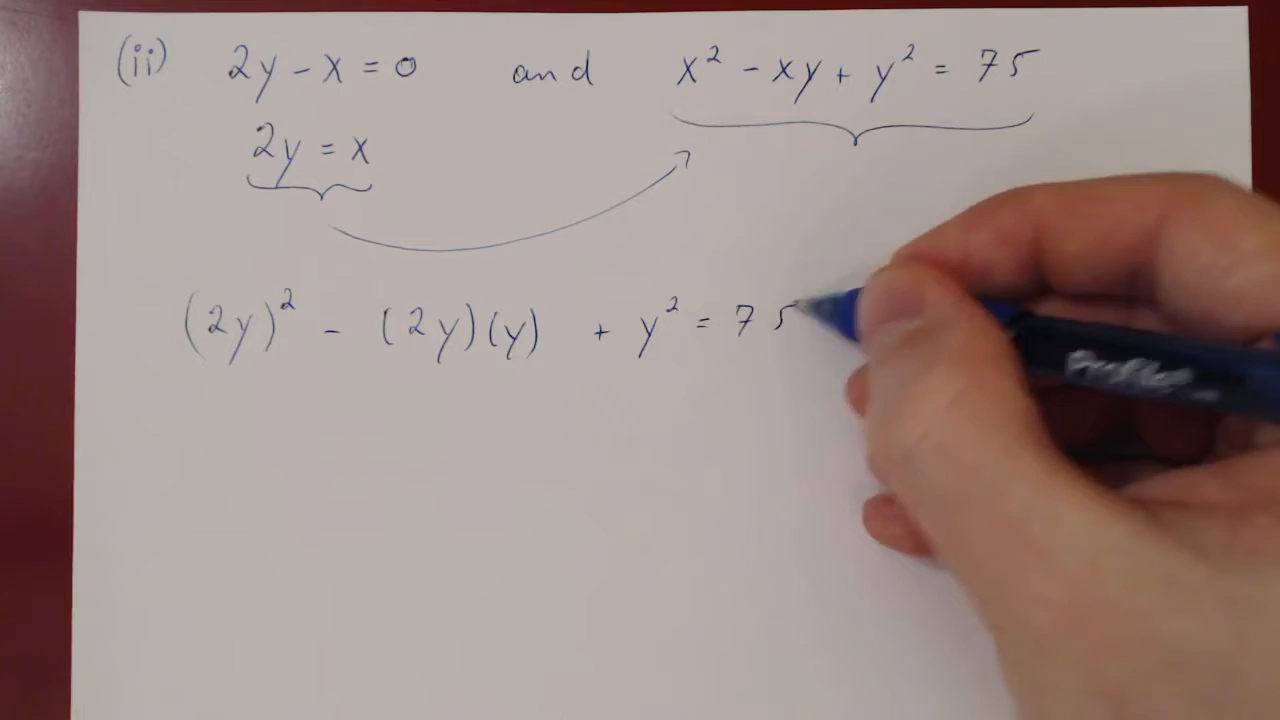 (ii) 2y - x = 0 and x² - xy + y² = 75
2y = x
(2y)² - (2y)(y) + y² = 75